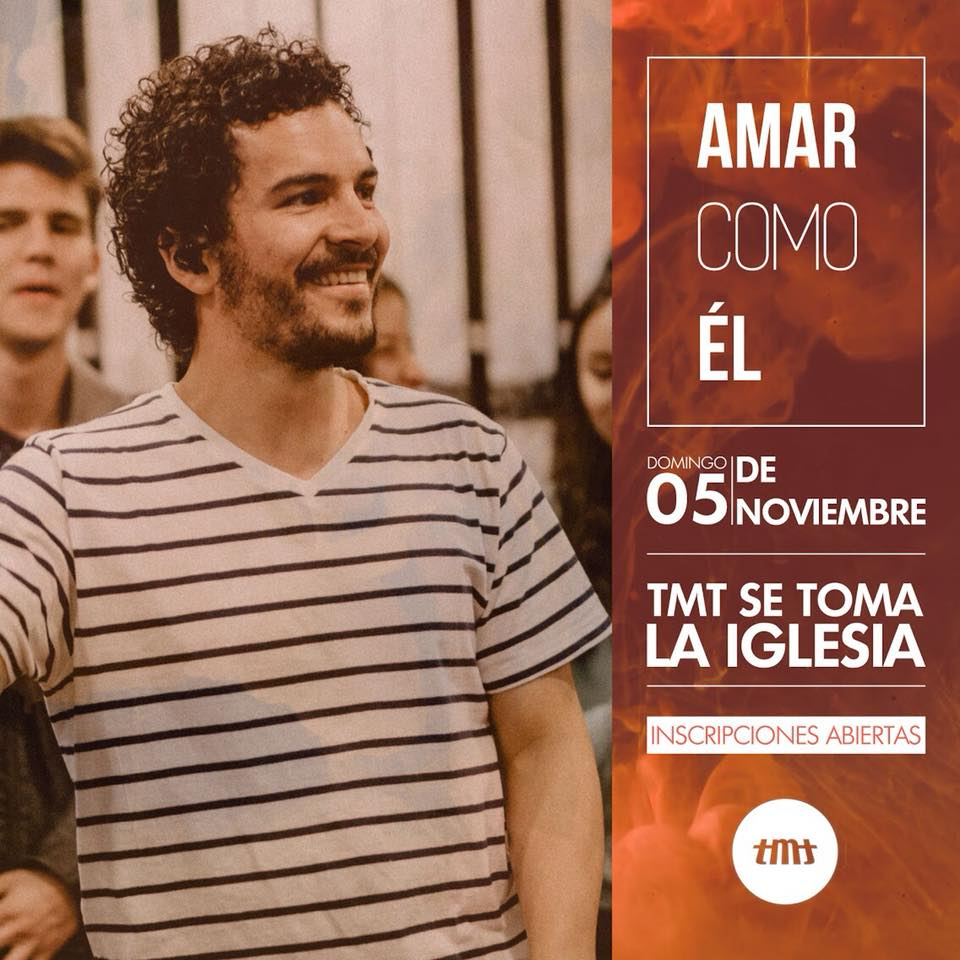 AMAR
COMO
ÉL
DOMINGO
05 DE
NOVIEMBRE
TMT SE TOMA
LA IGLESIA
INSCRIPCIONES ABIERTAS
tMt